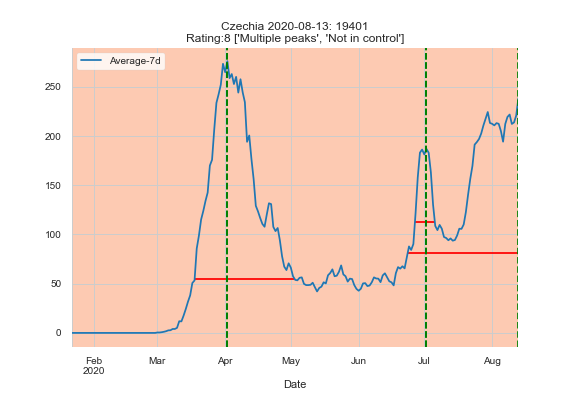 Czechia 2020-08-13: 19401
Rating:8 ['Multiple peaks', 'Not in control']
Average-7d
250
200
150
100
50
0
Feb Mar Apr May Jun Jul Aug
2020
Date